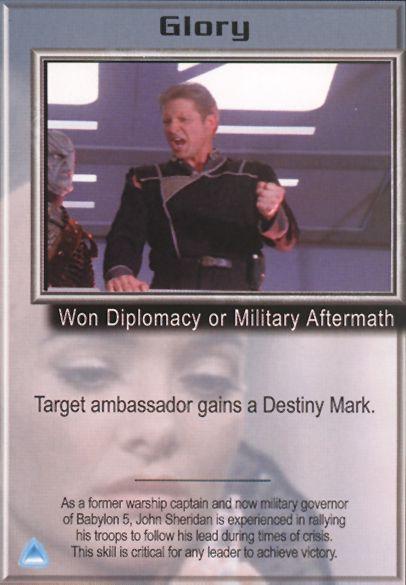 Glory
Won Diplomacy or Military Aftermath
Target ambassador gains a Destiny Mark.
As a former warship captain and now military governor
of Babylon 5, John Sheridan is experienced in rallying
his troops to follow his lead during times of crisis.
This skill is critical for any leader to achieve victory.